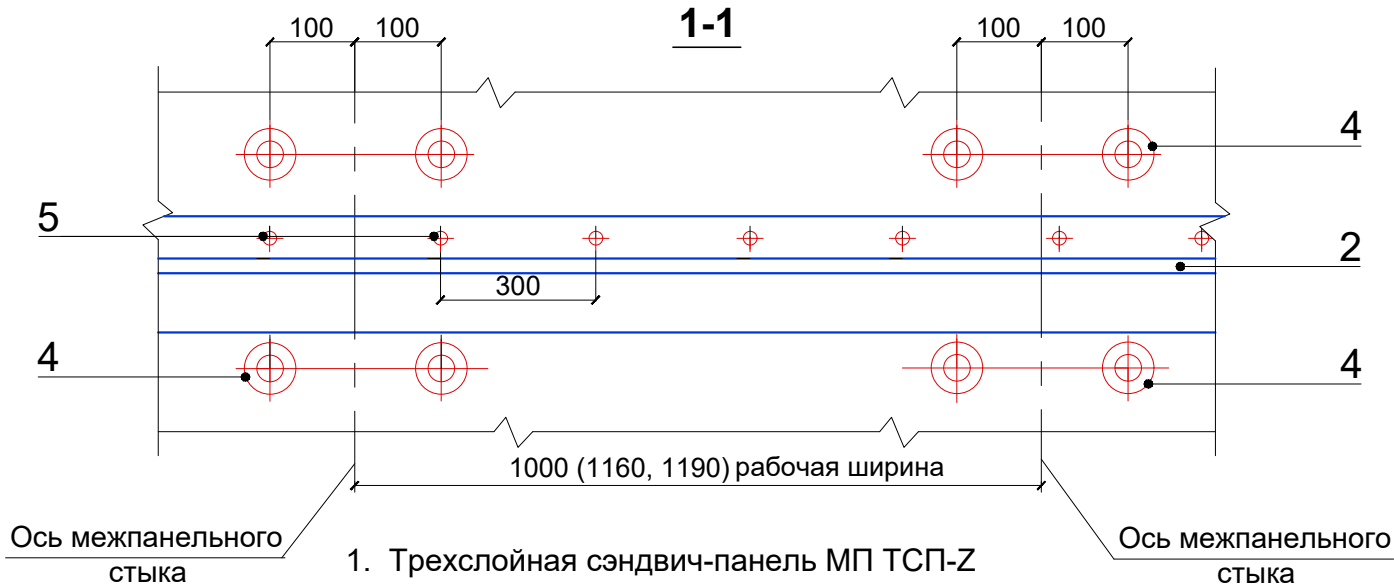 1-1
100
100
100
100
4
5
2
300
4
4
1000 (1160, 1190) рабочая ширина
Ось межпанельного
стыка
Ось межпанельного
стыка
1. Трехслойная сэндвич-панель МП ТСП-Z